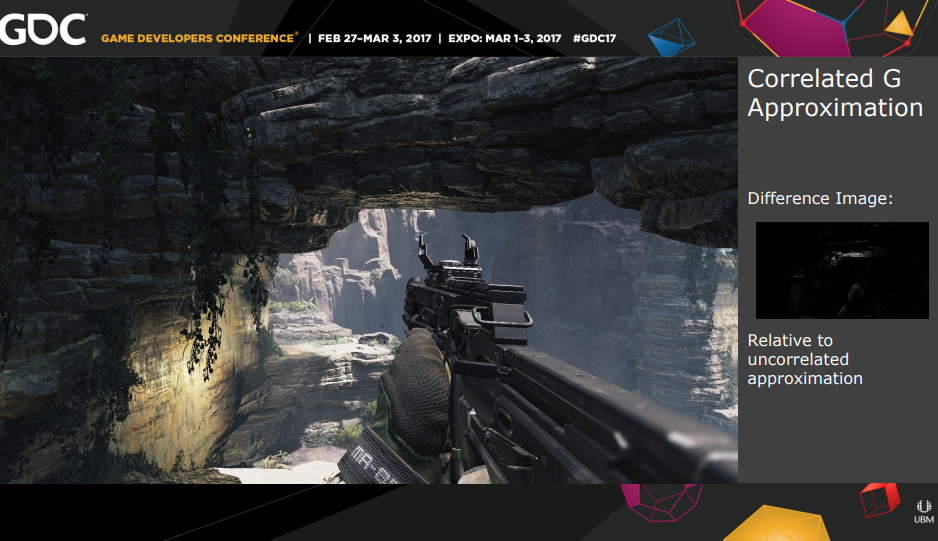 GDC GAME DEVELOPERS CONFERENCE® | FEB 27–MAR 3, 2017 | EXPO: MAR 1–3, 2017 #GDC17
Correlated G
Approximation
Difference Image:
Relative to
uncorrelated
approximation
UBM